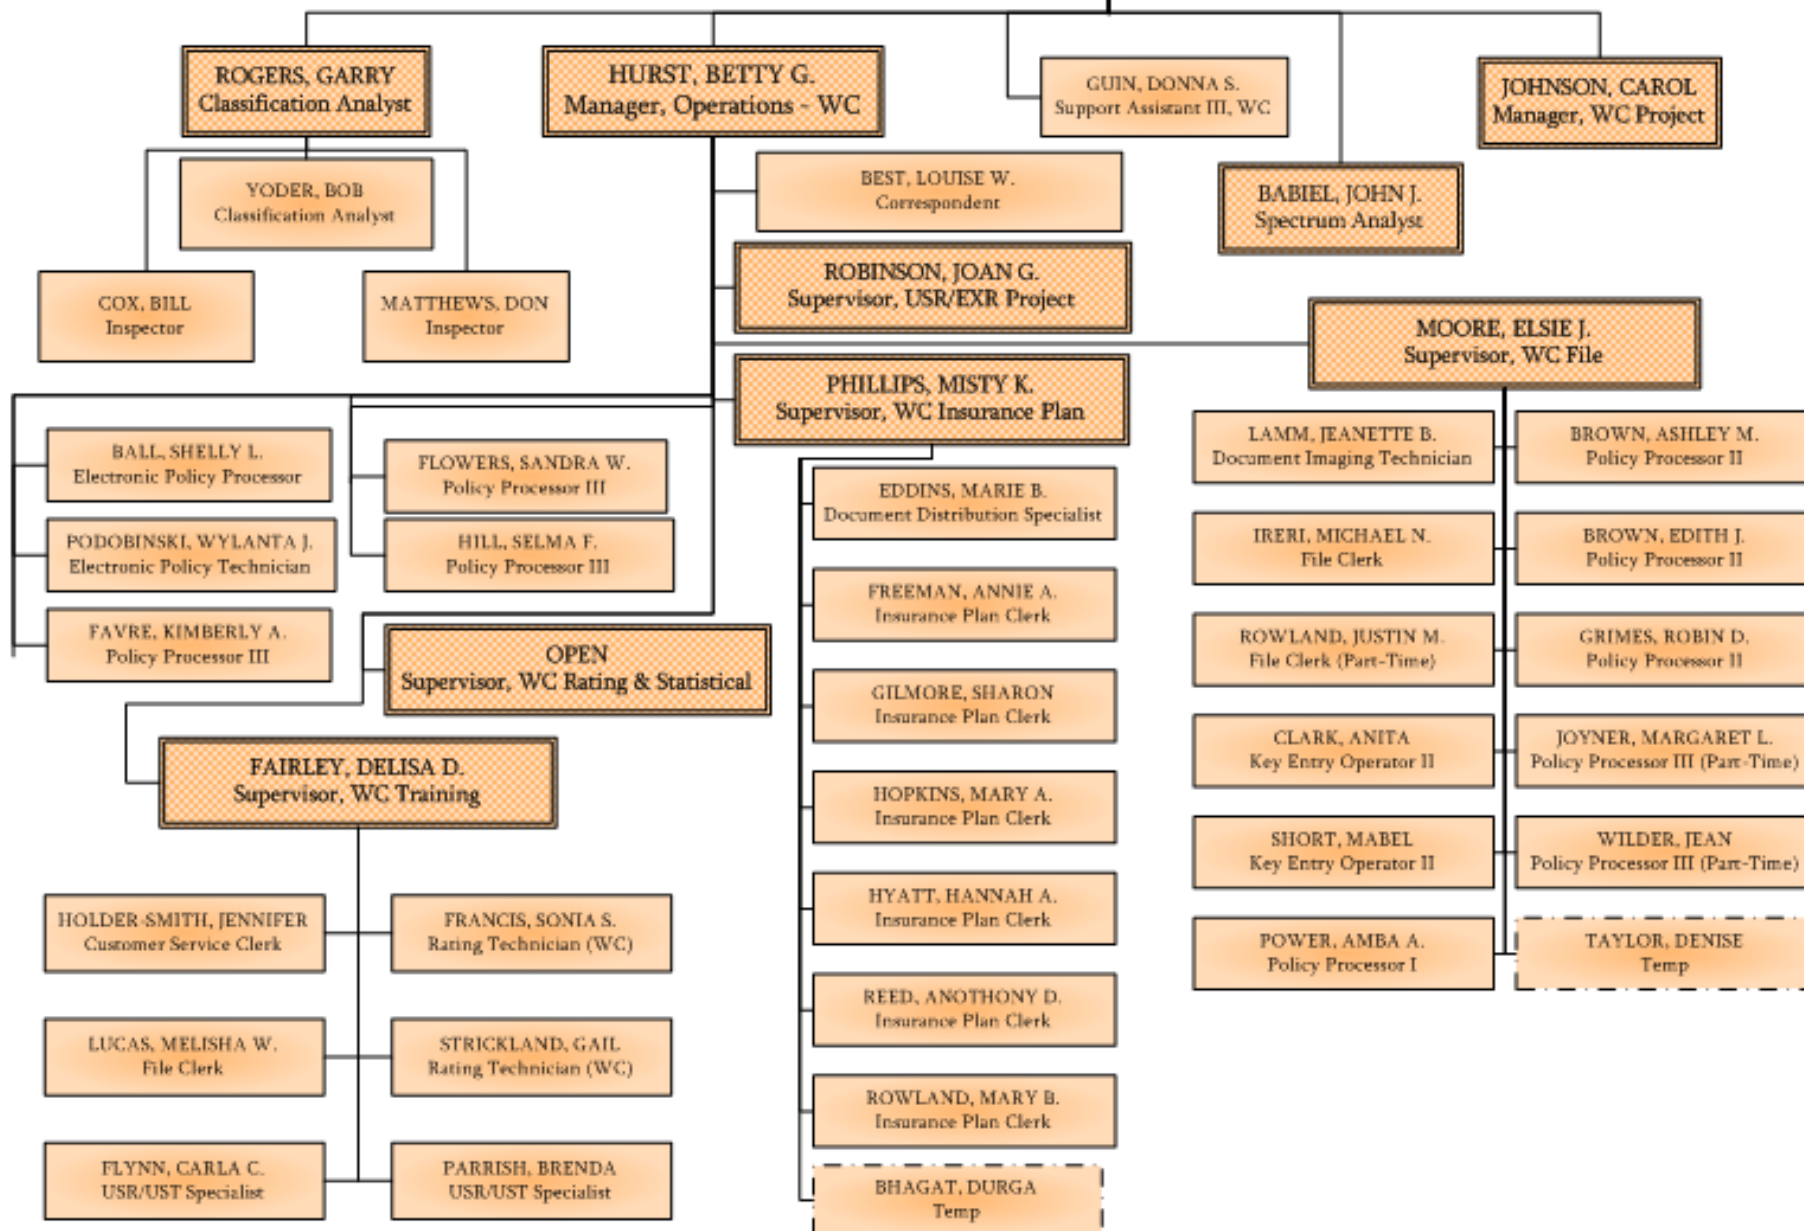 ROGERS, GARRY
Classification Analyst
HURST, BETTY G.
Manager, Operations - WC
GUIN, DONNA S.
Support Assistant III, WC
JOHNSON, CAROL
Manager, WC Project
YODER, BOB
Classification Analyst
BEST, LOUISE W.
Correspondent
BABIEL, JOHN J.
Spectrum Analyst
COX, BILL
Inspector
MATTHEWS, DON
Inspector
ROBINSON, JOAN G.
Supervisor, USR/EXR Project
MOORE, ELSIE J.
Supervisor, WC File
PHILLIPS, MISTY K.
Supervisor, WC Insurance Plan
BALL, SHELLY L.
Electronic Policy Processor
FLOWERS, SANDRA W.
Policy Processor III
PODOBINSKI, WYLANTA J.
Electronic Policy Technician
HILL, SELMA F.
Policy Processor III
FAVRE, KIMBERLY A.
Policy Processor III
OPEN
Supervisor, WC Rating & Statistical
FAIRLEY, DELISA D.
Supervisor, WC Training
HOLDER-SMITH, JENNIFER
Customer Service Clerk
FRANCIS, SONIA S.
Rating Technician (WC)
LUCAS, MELISHA W.
File Clerk
STRICKLAND, GAIL
Rating Technician (WC)
FLYNN, CARLA C.
USR/UST Specialist
PARRISH, BRENDA
USR/UST Specialist
EDDINS, MARIE B.
Document Distribution Specialist
FREEMAN, ANNIE A.
Insurance Plan Clerk
GILMORE, SHARON
Insurance Plan Clerk
HOPKINS, MARY A.
Insurance Plan Clerk
HYATT, HANNAH A.
Insurance Plan Clerk
REED, ANOTHONY D.
Insurance Plan Clerk
ROWLAND, MARY B.
Insurance Plan Clerk
BHAGAT, DURGA
Temp
LAMM, JEANETTE B.
Document Imaging Technician
BROWN, ASHLEY M.
Policy Processor II
IRERI, MICHAEL N.
File Clerk
BROWN, EDITH J.
Policy Processor II
ROWLAND, JUSTIN M.
File Clerk (Part-Time)
GRIMES, ROBIN D.
Policy Processor II
CLARK, ANITA
Key Entry Operator II
JOYNER, MARGARET L.
Policy Processor III (Part-Time)
SHORT, MABEL
Key Entry Operator II
WILDER, JEAN
Policy Processor III (Part-Time)
POWER, AMBA A.
Policy Processor I
TAYLOR, DENISE
Temp